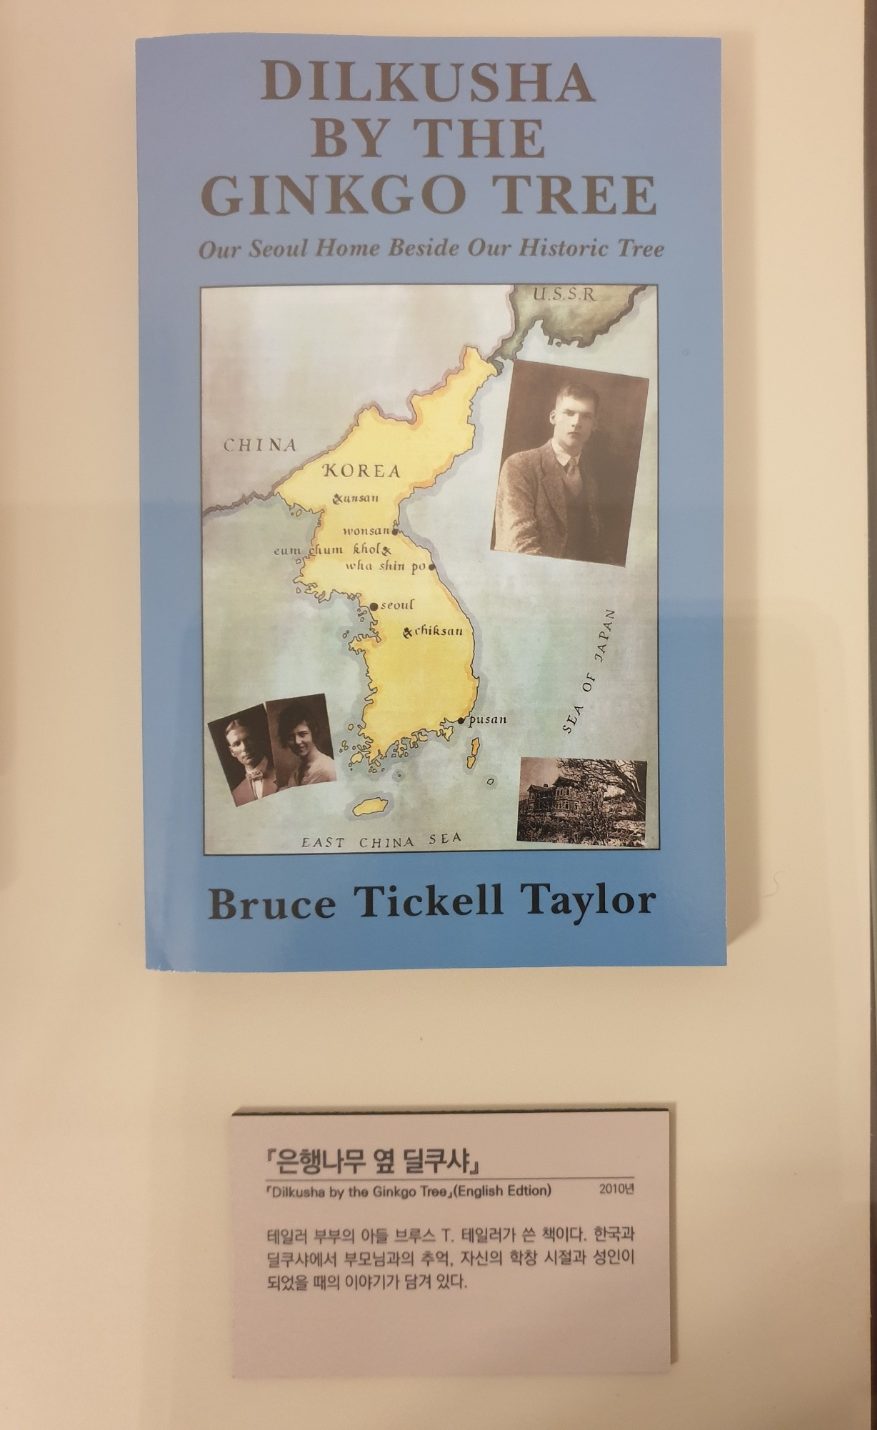 DILKUSHA
BY THE
GINKGO TREE
Our Seoul Home Beside Our Historic Tree
U.S.S.R
CHINA
KOREA
unsan
wonsan
eum chum khol
wha shin po
seoul
chiksan
SEA OF JAPAN
pusan
EAST CHINA SEA
Bruce Tickell Taylor
『은행나무 옆 딜쿠샤』
『Dilkusha by the Ginkgo Tree』(English Edtion) 2010년
테일러 부부의 아들 브루스 T. 테일러가 쓴 책이다. 한국과
딜쿠샤에서 부모님과의 추억, 자신의 학창 시절과 성인이
되었을 때의 이야기가 담겨 있다.